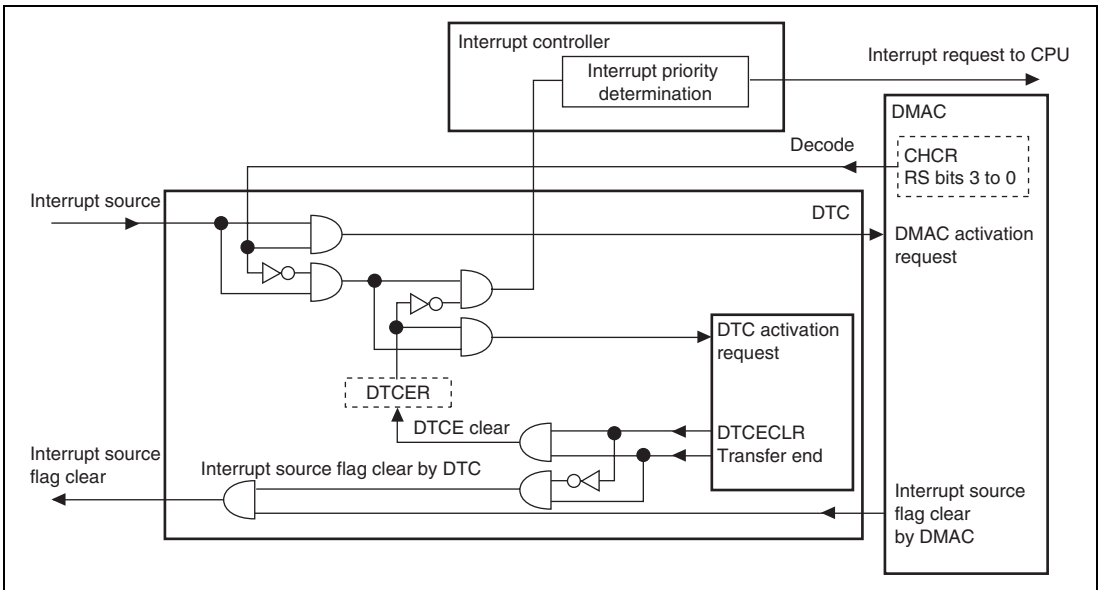 Interrupt controller
Interrupt priority
determination
Interrupt request to CPU
DMAC
Decode
CHCR
RS bits 3 to 0
Interrupt source
DTC
DMAC activation
request
DTC activation
request
DTCER
DTCE clear
DTCECLR
Transfer end
Interrupt source
flag clear
Interrupt source flag clear by DTC
Interrupt source
flag clear
by DMAC